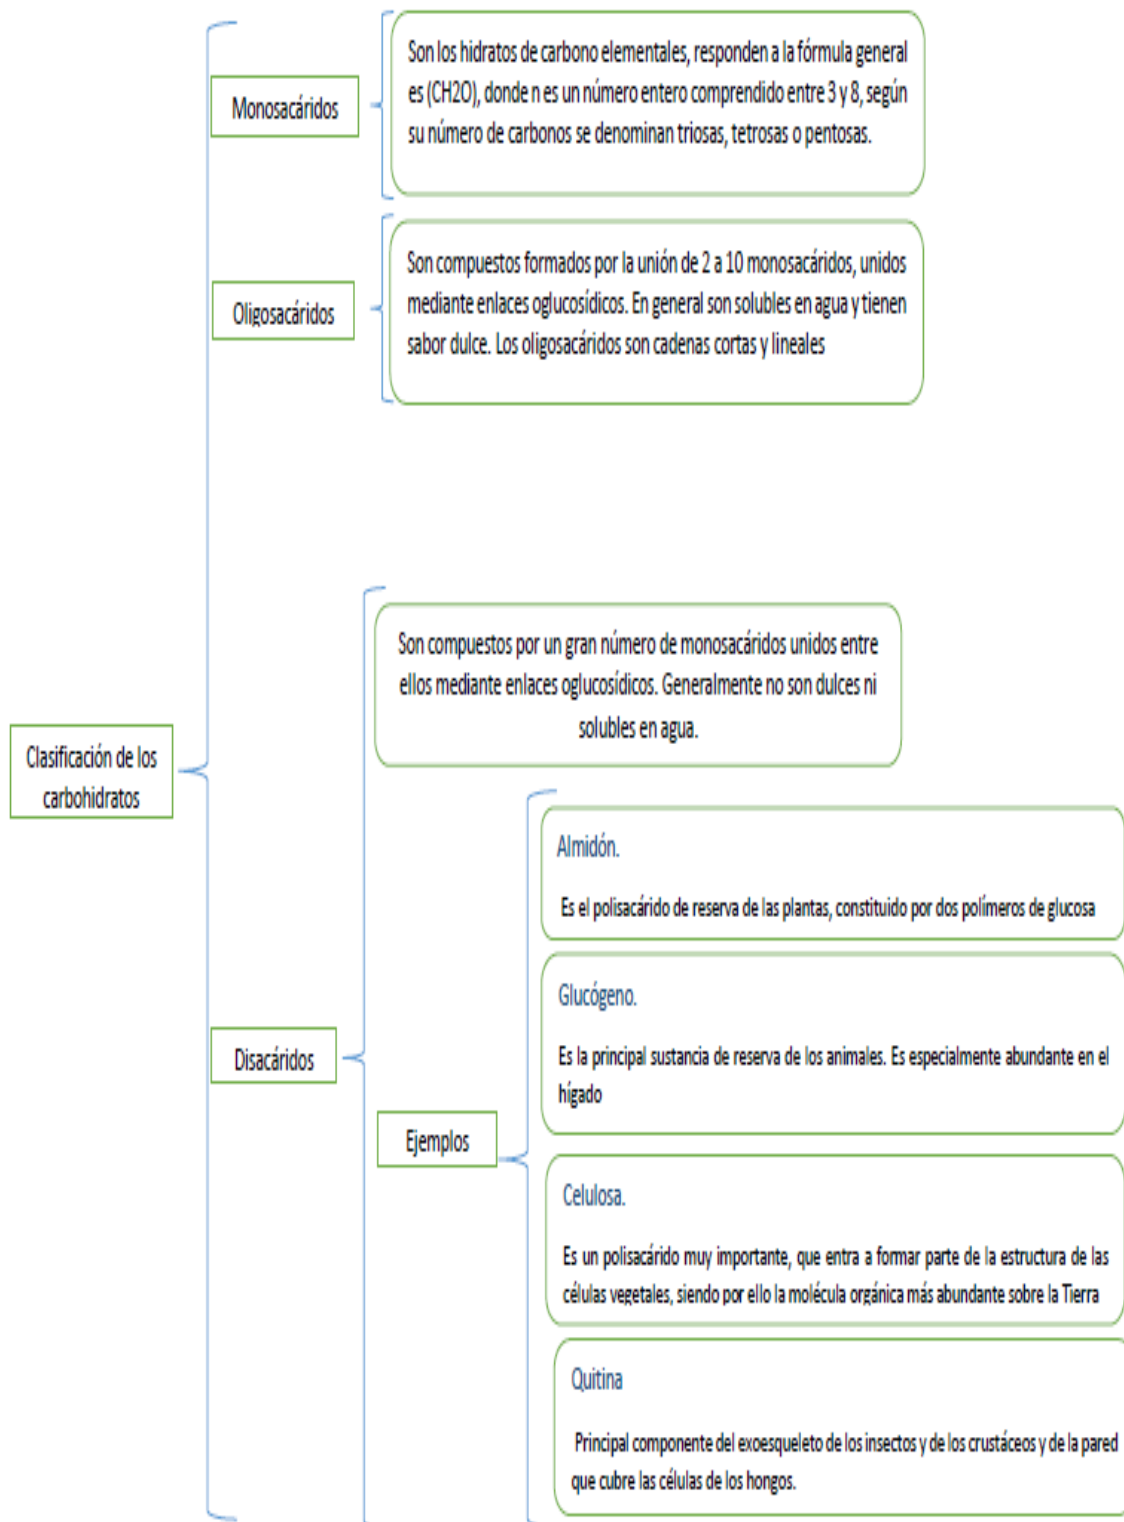 Monosacáridos
Son los hidratos de carbono elementales, responden a la fórmula general
es (CH2O), donde n es un número entero comprendido entre 3 y 8, según
su número de carbonos se denominan triosas, tetrosas o pentosas.
Oligosacáridos
Son compuestos formados por la unión de 2 a 10 monosacáridos, unidos
mediante enlaces oglucosídicos. En general son solubles en agua y tienen
sabor dulce. Los oligosacáridos son cadenas cortas y lineales
Clasificación de los
carbohidratos
Disacáridos
Son compuestos por un gran número de monosacáridos unidos entre
ellos mediante enlaces oglucosídicos. Generalmente no son dulces ni
solubles en agua.
Ejemplos
Almidón.
Es el polisacárido de reserva de las plantas, constituido por dos polímeros de glucosa
Glucógeno.
Es la principal sustancia de reserva de los animales. Es especialmente abundante en el
hígado
Celulosa.
Es un polisacárido muy importante, que entra a formar parte de la estructura de las
células vegetales, siendo por ello la molécula orgánica más abundante sobre la Tierra
Quitina
Principal componente del exoesqueleto de los insectos y de los crustáceos y de la pared
que cubre las células de los hongos.